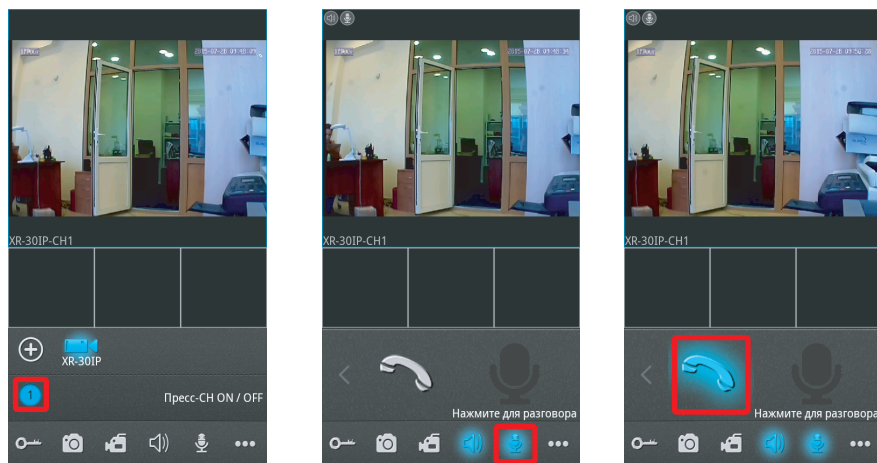 XR-30IP-CH1
XR-30IP
1
Пресс-CH ON / OFF
XR-30IP-CH1
Нажмите для разговора
XR-30IP-CH1
Нажмите для разговора